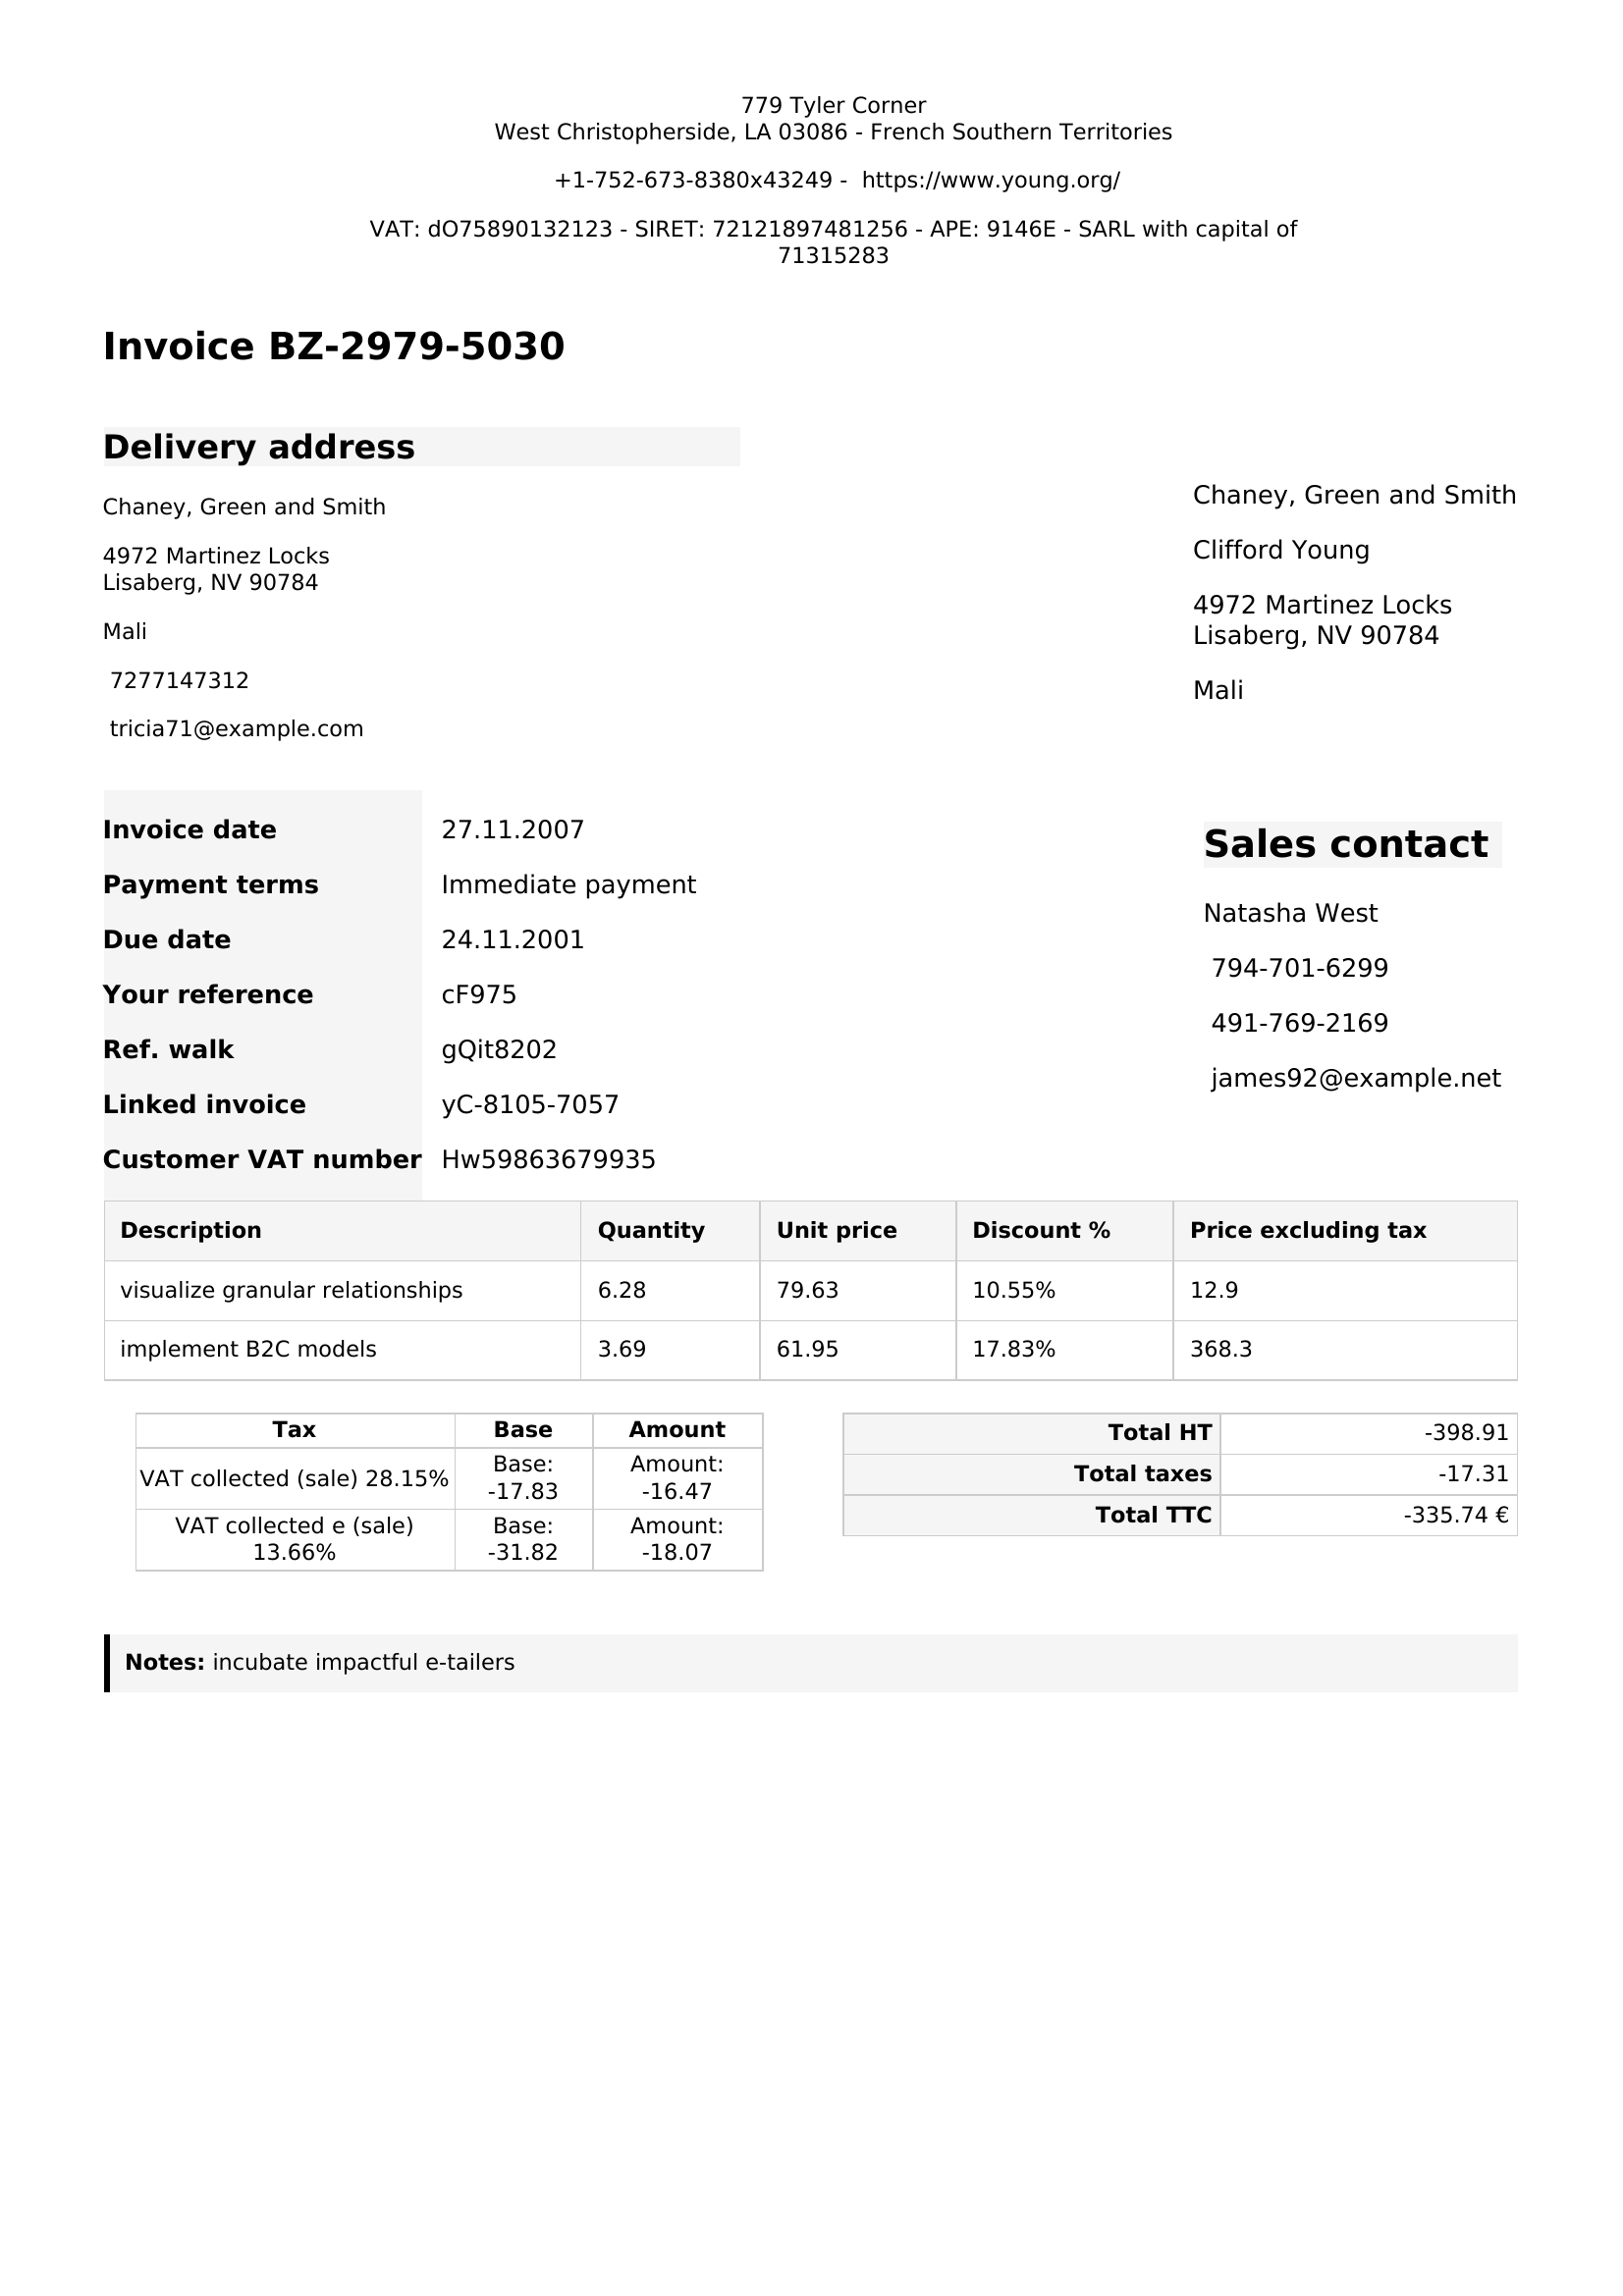 779 Tyler Corner
West Christopherside, LA 03086 - French Southern Territories
+1-752-673-8380x43249 -  https://www.young.org/
VAT: dO75890132123 - SIRET: 72121897481256 - APE: 9146E - SARL with capital of
71315283
Invoice BZ-2979-5030
Delivery address
Chaney, Green and Smith
4972 Martinez Locks
Lisaberg, NV 90784
Mali
7277147312
tricia71@example.com
Chaney, Green and Smith
Clifford Young
4972 Martinez Locks
Lisaberg, NV 90784
Mali
Invoice date 27.11.2007
Payment terms Immediate payment
Due date 24.11.2001
Your reference cF975
Ref. walk gQit8202
Linked invoice yC-8105-7057
Customer VAT number Hw59863679935
Sales contact
Natasha West
794-701-6299
491-769-2169
james92@example.net
Description Quantity Unit price Discount % Price excluding tax
visualize granular relationships 6.28 79.63 10.55% 12.9
implement B2C models 3.69 61.95 17.83% 368.3
Tax Base Amount
VAT collected (sale) 28.15% Base: -17.83 Amount: -16.47
VAT collected e (sale) 13.66% Base: -31.82 Amount: -18.07
Total HT -398.91
Total taxes -17.31
Total TTC -335.74 €
Notes: incubate impactful e-tailers